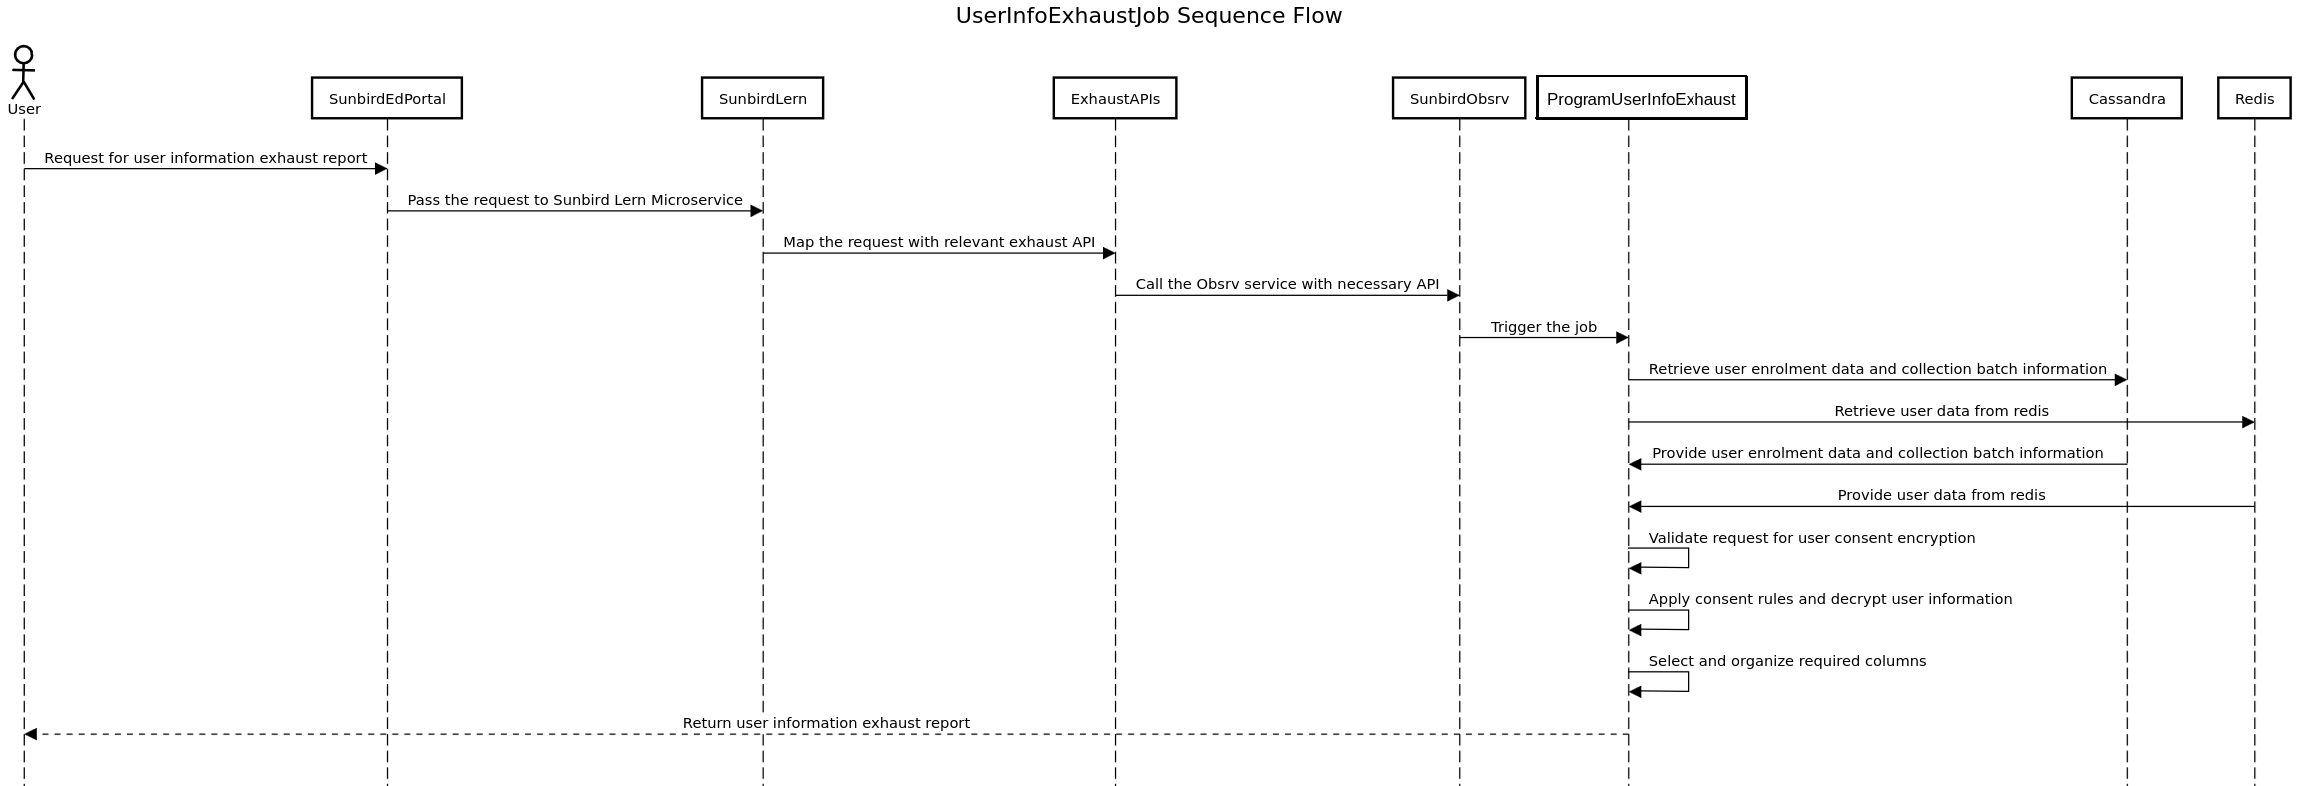 UserInfoExhaustJob Sequence Flow
User
SunbirdEdPortal
SunbirdLern
ExhaustAPIs
SunbirdObsrv
ProgramUserInfoExhaust
Cassandra
Redis
Request for user information exhaust report
Pass the request to Sunbird Lern Microservice
Map the request with relevant exhaust API
Call the Obsrv service with necessary API
Trigger the job
Retrieve user enrolment data and collection batch information
Retrieve user data from redis
Provide user enrolment data and collection batch information
Provide user data from redis
Validate request for user consent encryption
Apply consent rules and decrypt user information
Select and organize required columns
Return user information exhaust report